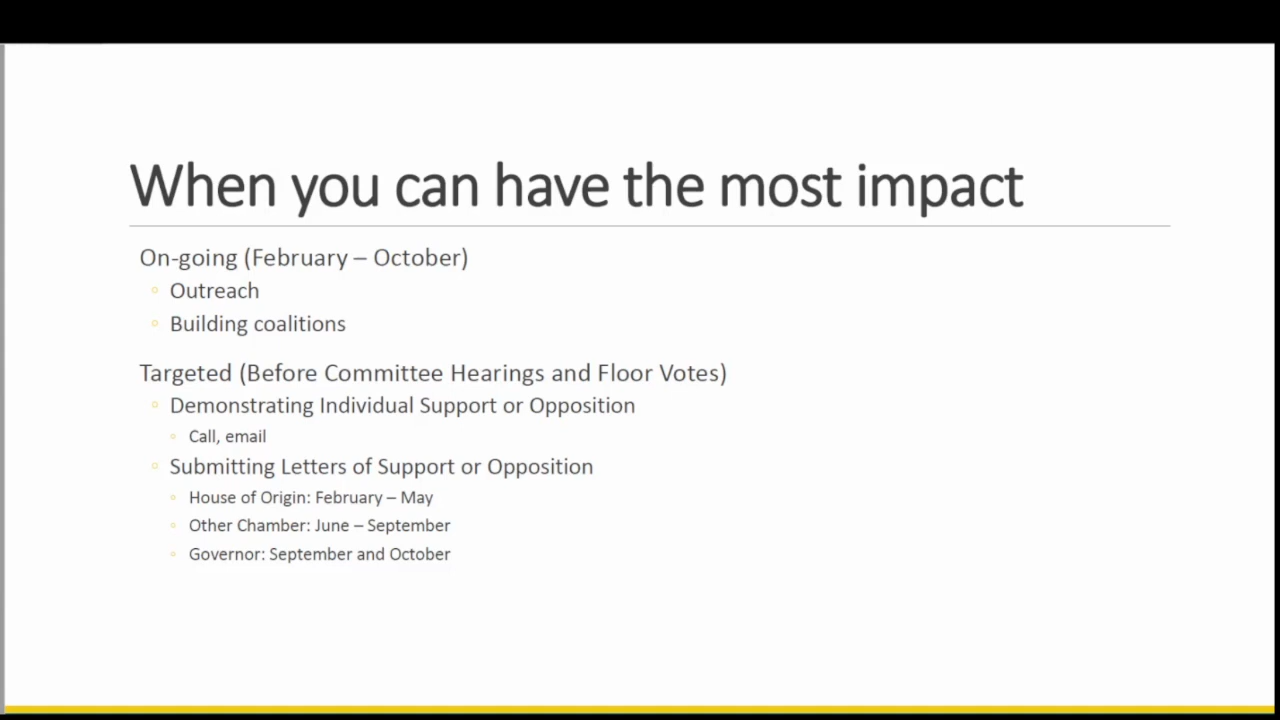 When you can have the most impact
On-going (February – October)
Outreach
Building coalitions
Targeted (Before Committee Hearings and Floor Votes)
Demonstrating Individual Support or Opposition
Call, email
Submitting Letters of Support or Opposition
House of Origin: February – May
Other Chamber: June – September
Governor: September and October